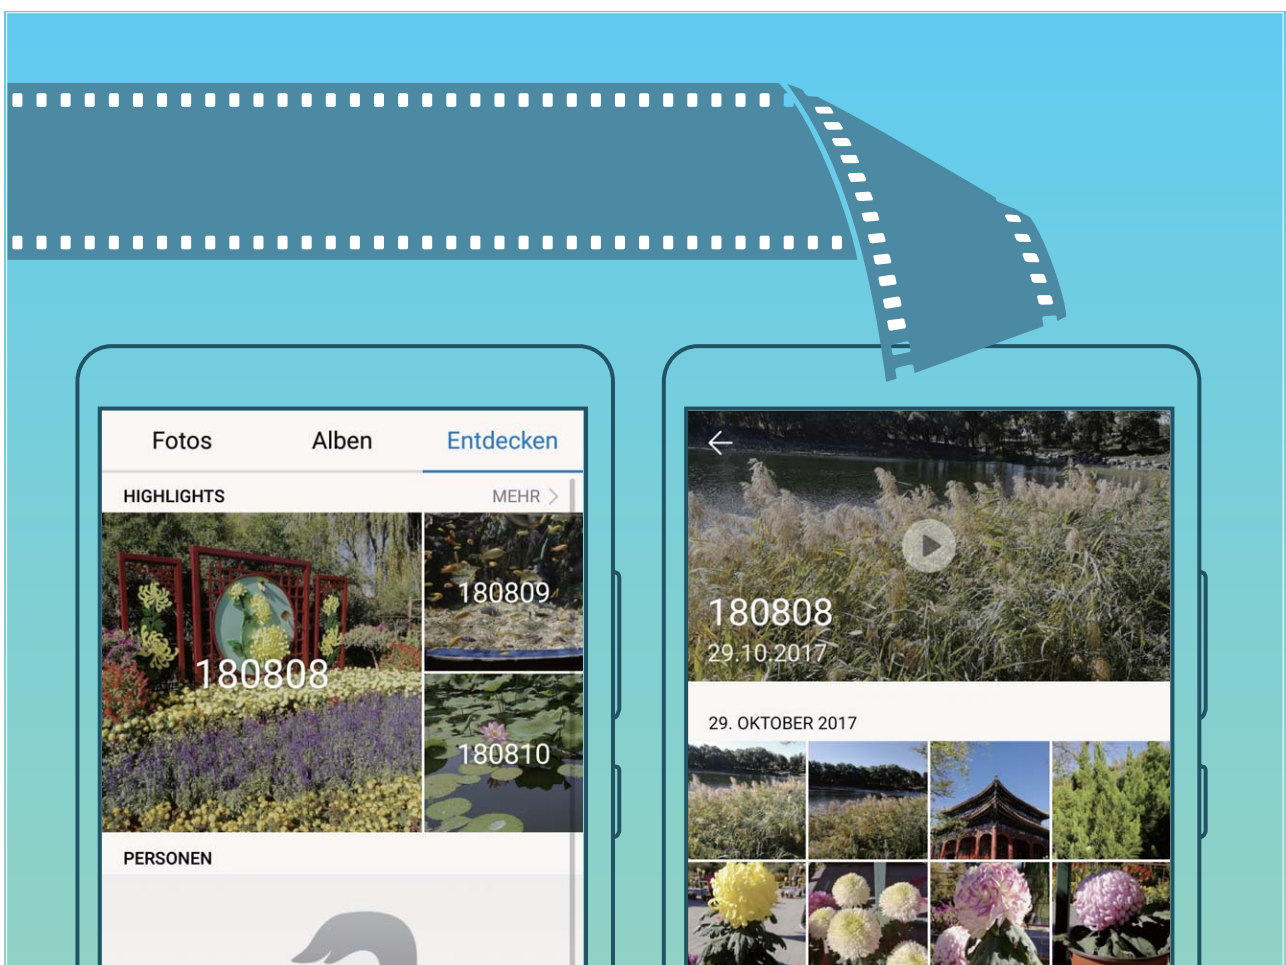 Fotos Alben Entdecken
HIGHLIGHTS MEHR
180808
180809
180810
PERSONEN
180808
29.10.2017
29. OKTOBER 2017